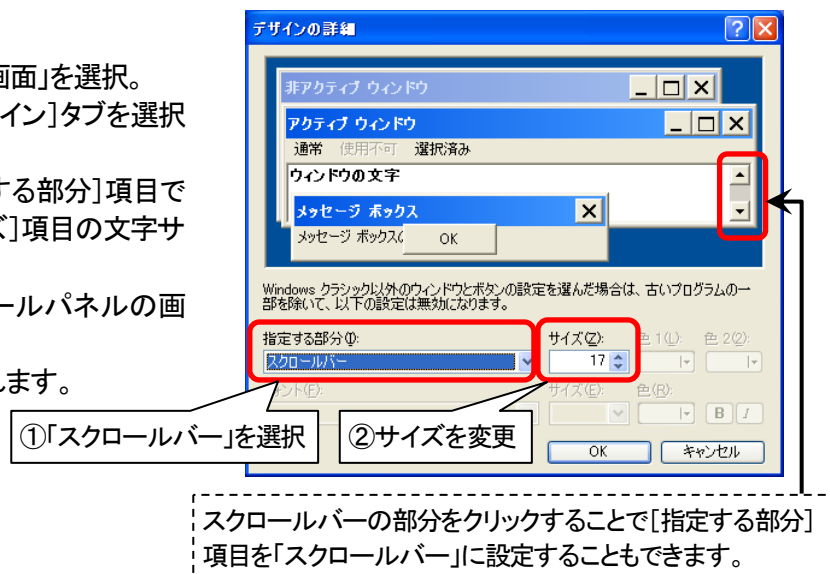 画面」を選択。
イン］タブを選択
する部分］項目で
ズ］項目の文字サ
ールパネルの画
します。
デザインの詳細
非アクティブ ウィンドウ
アクティブ ウィンドウ
通常 使用不可 選択済み
ウィンドウの文字
メッセージ ボックス
メッセージ ボックスの
OK
Windows クラシック以外のウィンドウとボタンの設定を選んだ場合は、古いプログラムの一
部を除いて、以下の設定は無効になります。
指定する部分(I): サイズ(Z): 色 1(L): 色 2(2):
スクロールバー 17
フォント(F): サイズ(E): 色(R):
B I
①「スクロールバー」を選択
②サイズを変更
OK キャンセル
スクロールバーの部分をクリックすることで［指定する部分］
項目を「スクロールバー」に設定することもできます。